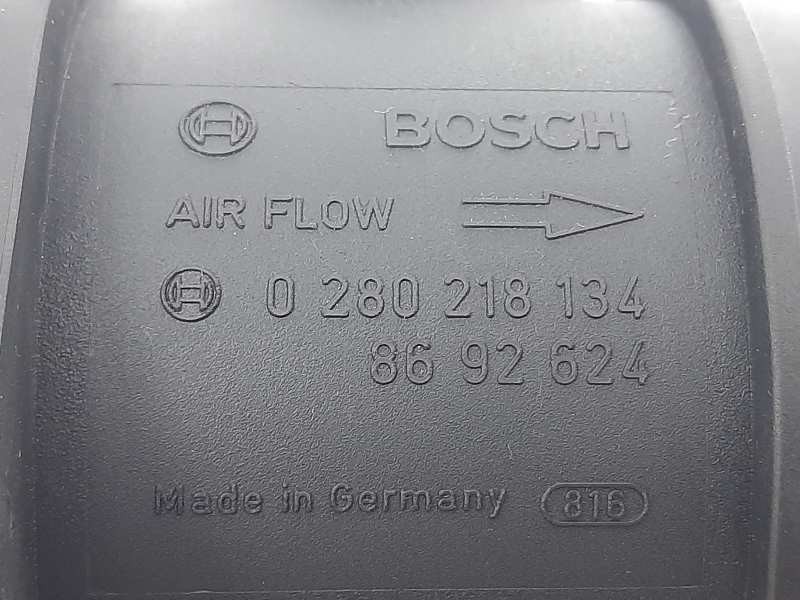 BOSCH
AIR FLOW
0 280 218 134
86 92 624
Made in Germany 816